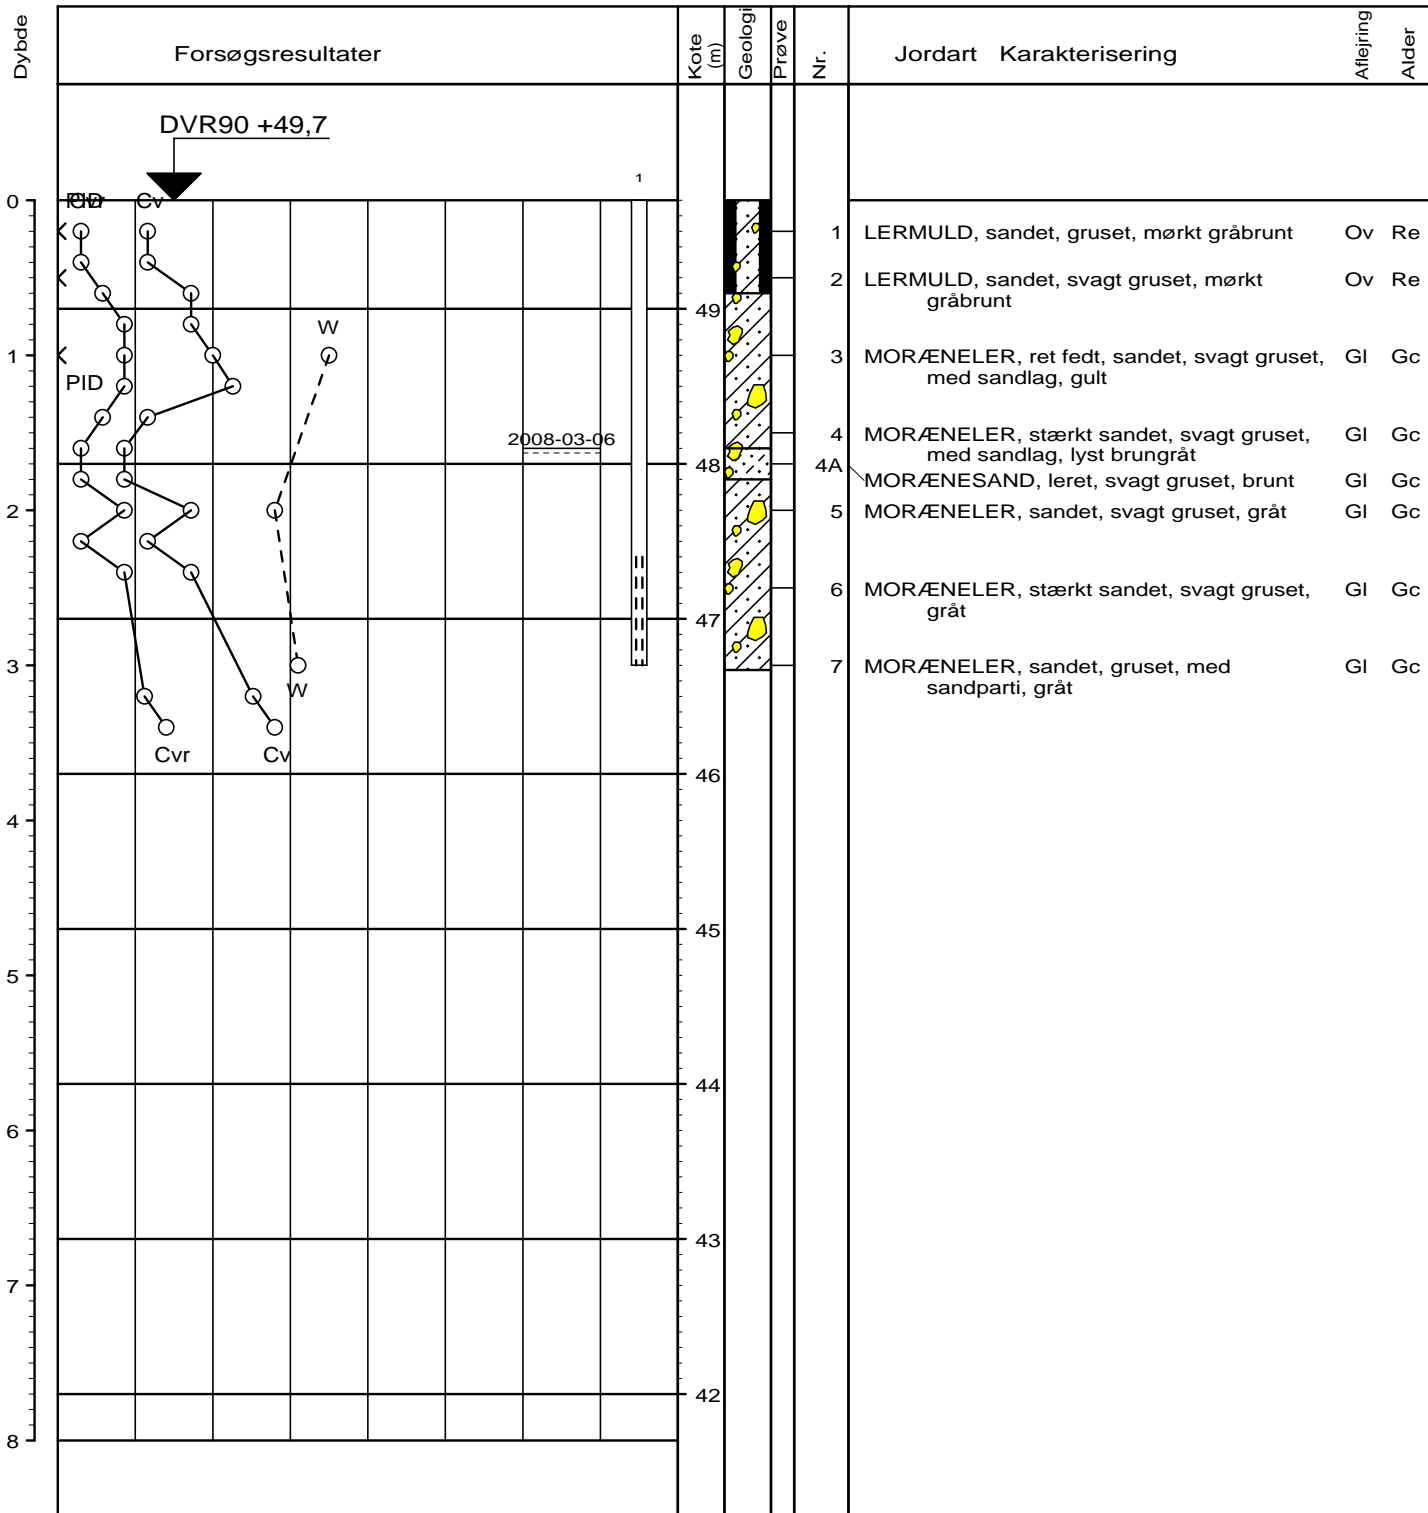 Dybde
Forsøgsresultater
Kote
(m)
Geologi
Prøve
Nr.
Jordart Karakterisering
Aflejring
Alder
DVR90 +49,7
1
0
PID
Cvr
Cv
1 LERMULD, sandet, gruset, mørkt gråbrunt Ov Re
2 LERMULD, sandet, svagt gruset, mørkt Ov Re
gråbrunt
49
W
1
3 MORÆNELER, ret fedt, sandet, svagt gruset, Gl Gc
med sandlag, gult
PID
2008-03-06
4 MORÆNELER, stærkt sandet, svagt gruset, Gl Gc
med sandlag, lyst brungråt
48
4A
MORÆNESAND, leret, svagt gruset, brunt Gl Gc
2
5 MORÆNELER, sandet, svagt gruset, gråt Gl Gc
6 MORÆNELER, stærkt sandet, svagt gruset, Gl Gc
gråt
47
3
7 MORÆNELER, sandet, gruset, med Gl Gc
sandparti, gråt
W
Cvr
Cv
46
4
45
5
44
6
43
7
42
8